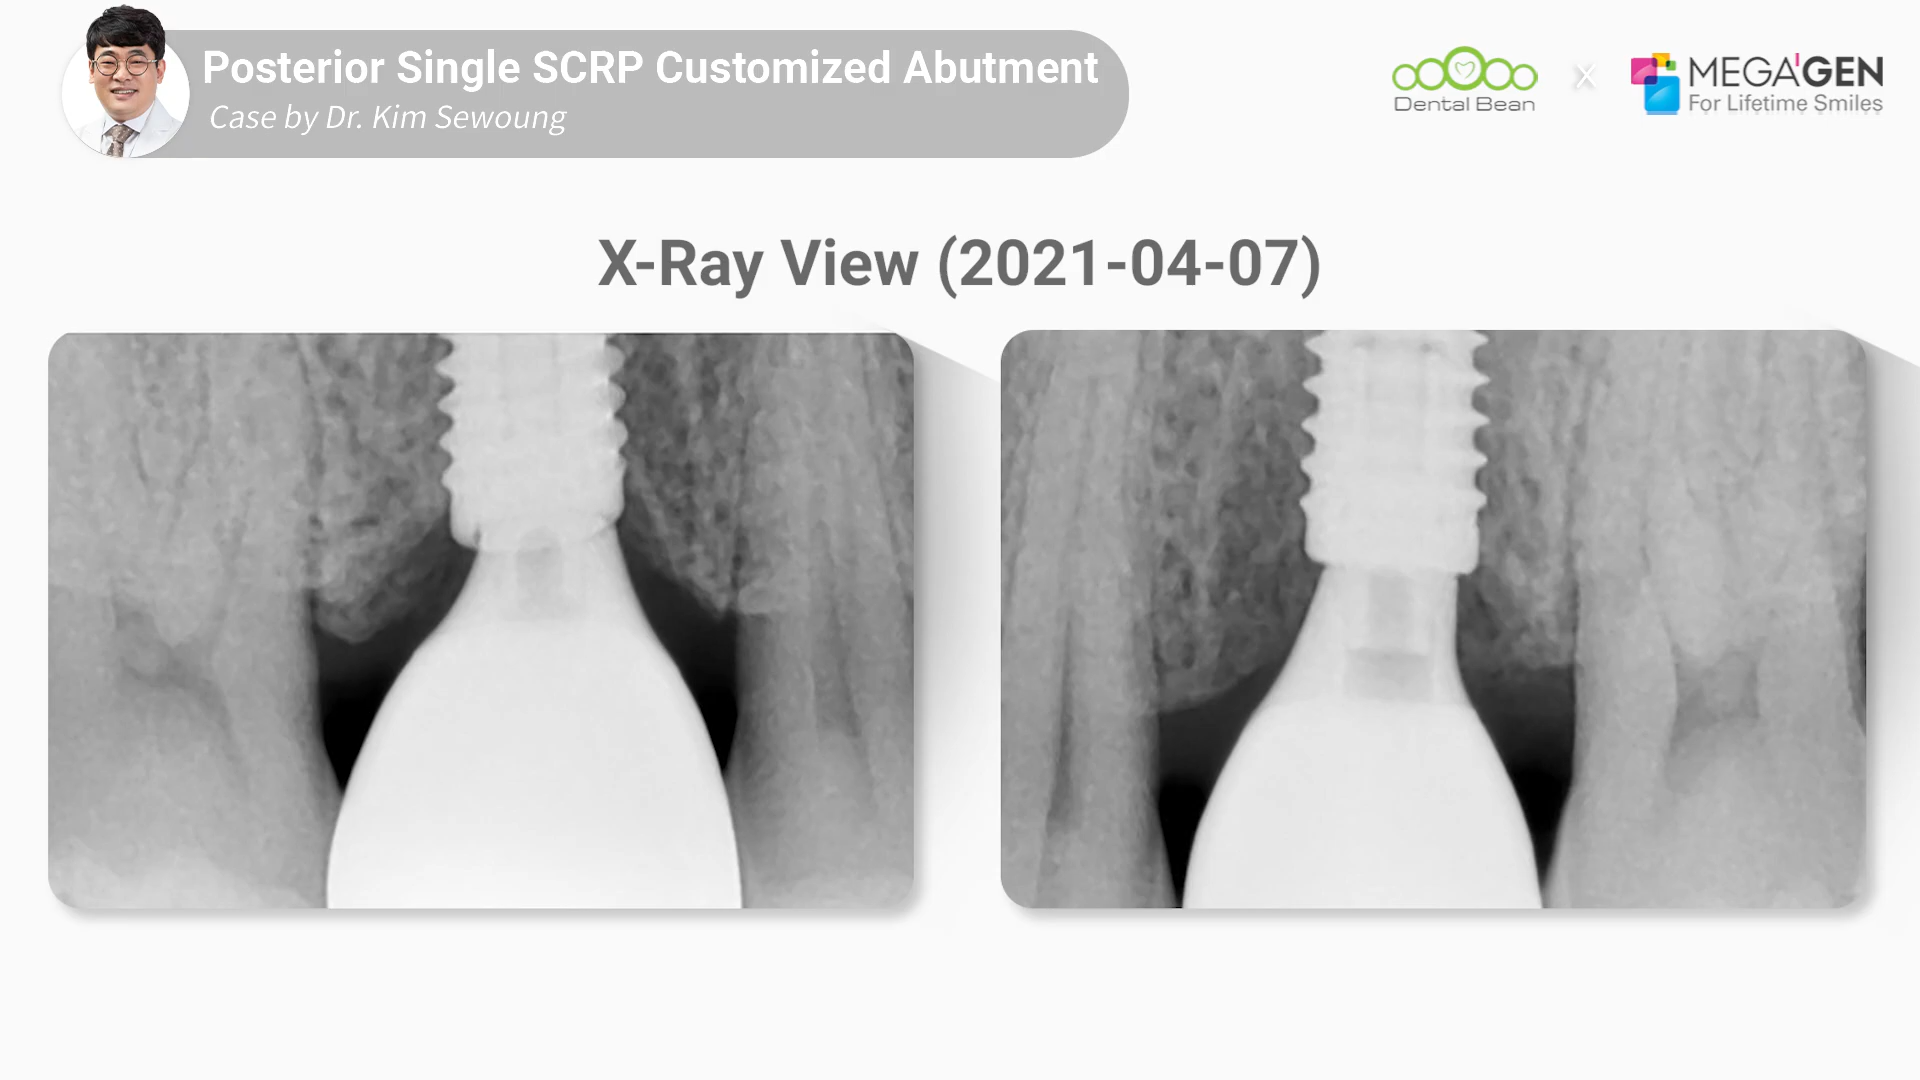 Posterior Single SCRP Customized Abutment
Case by Dr. Kim Sewoung
Dental Bean
X
MEGA'GEN
For Lifetime Smiles
X-Ray View (2021-04-07)